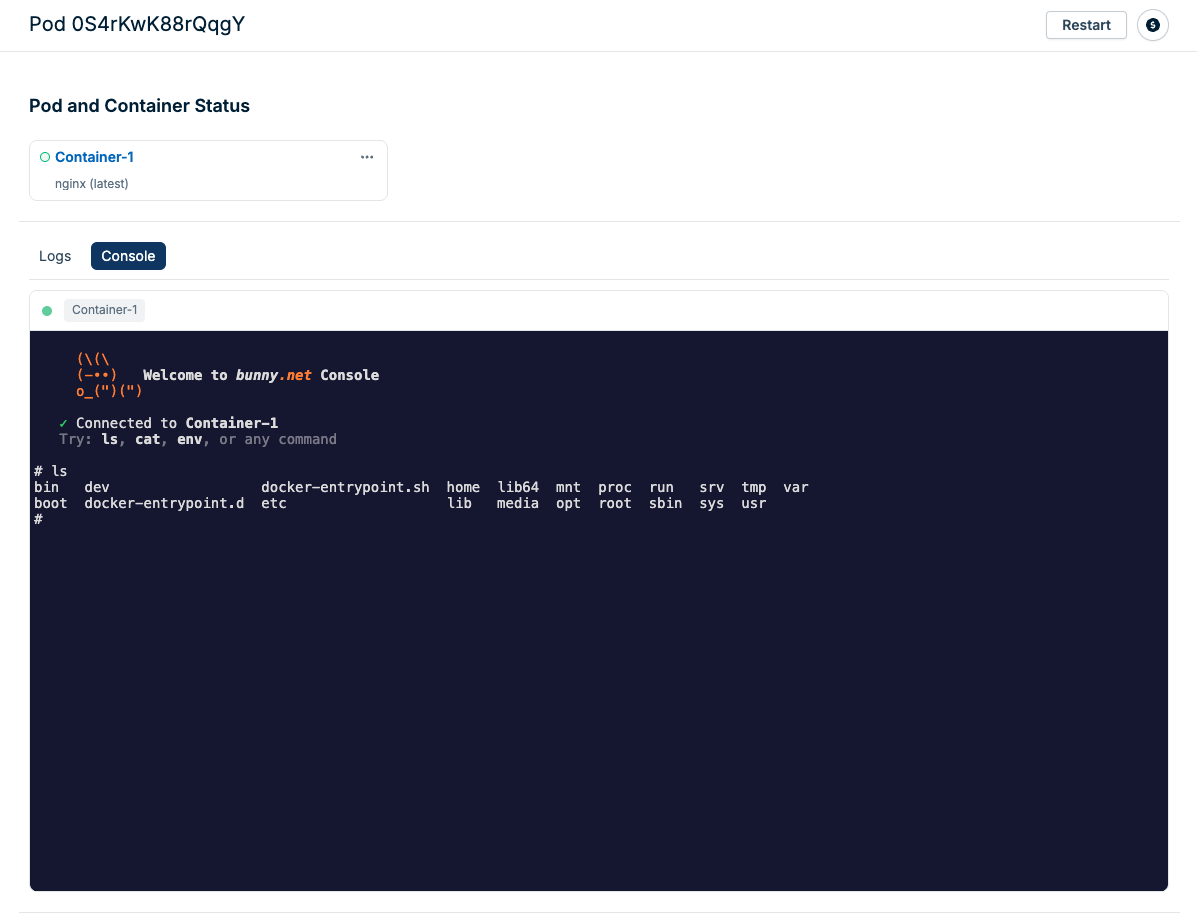 Pod 0S4rKwK88rQqgY
Restart
$
Pod and Container Status
Container-1
nginx (latest)
Logs
Console
Container-1
(\(\
(-••)   Welcome to bunny.net Console
o_(")(")
✓ Connected to Container-1
Try: ls, cat, env, or any command
# ls
bin   dev                  docker-entrypoint.sh  home  lib64  mnt  proc  run   srv  tmp  var
boot  docker-entrypoint.d  etc                   lib   media  opt  root  sbin  sys  usr
#